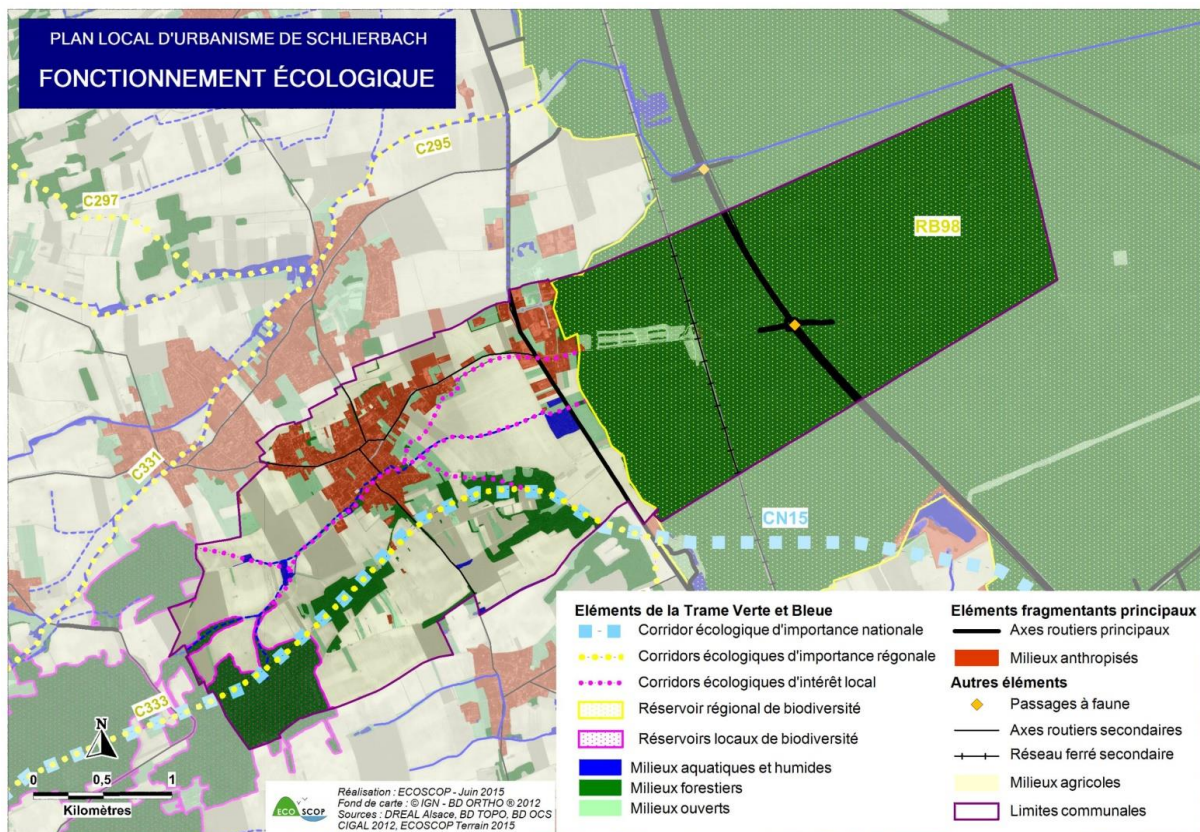 PLAN LOCAL D'URBANISME DE SCHLIERBACH
FONCTIONNEMENT ÉCOLOGIQUE
C295
C297
RB98
C331
CN15
C333
N
0 0,5 1
Kilomètres
ECO SCOP
Réalisation : ECOSCOP - Juin 2015
Fond de carte : © IGN - BD ORTHO ® 2012
Sources : DREAL Alsace, BD TOPO, BD OCS
CIGAL 2012, ECOSCOP Terrain 2015
Eléments de la Trame Verte et Bleue
Corridor écologique d'importance nationale
Corridors écologiques d'importance régonale
Corridors écologiques d'intérêt local
Réservoir régional de biodiversité
Réservoirs locaux de biodiversité
Milieux aquatiques et humides
Milieux forestiers
Milieux ouverts
Eléments fragmentants principaux
Axes routiers principaux
Milieux anthropisés
Autres éléments
Passages à faune
Axes routiers secondaires
Réseau ferré secondaire
Milieux agricoles
Limites communales